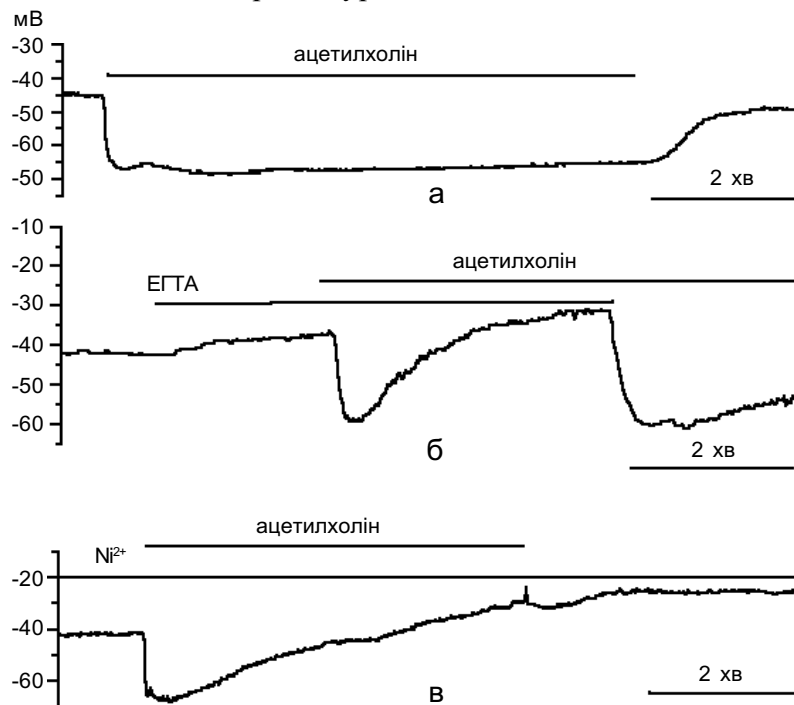 мВ
-30
ацетилхолін
-40
-50
-60
-50
2 хв
а
-10
ацетилхолін
-20
ЕГТА
-30
-40
-50
-60
б
2 хв
ацетилхолін
Ni²⁺
-20
-40
-60
2 хв
в